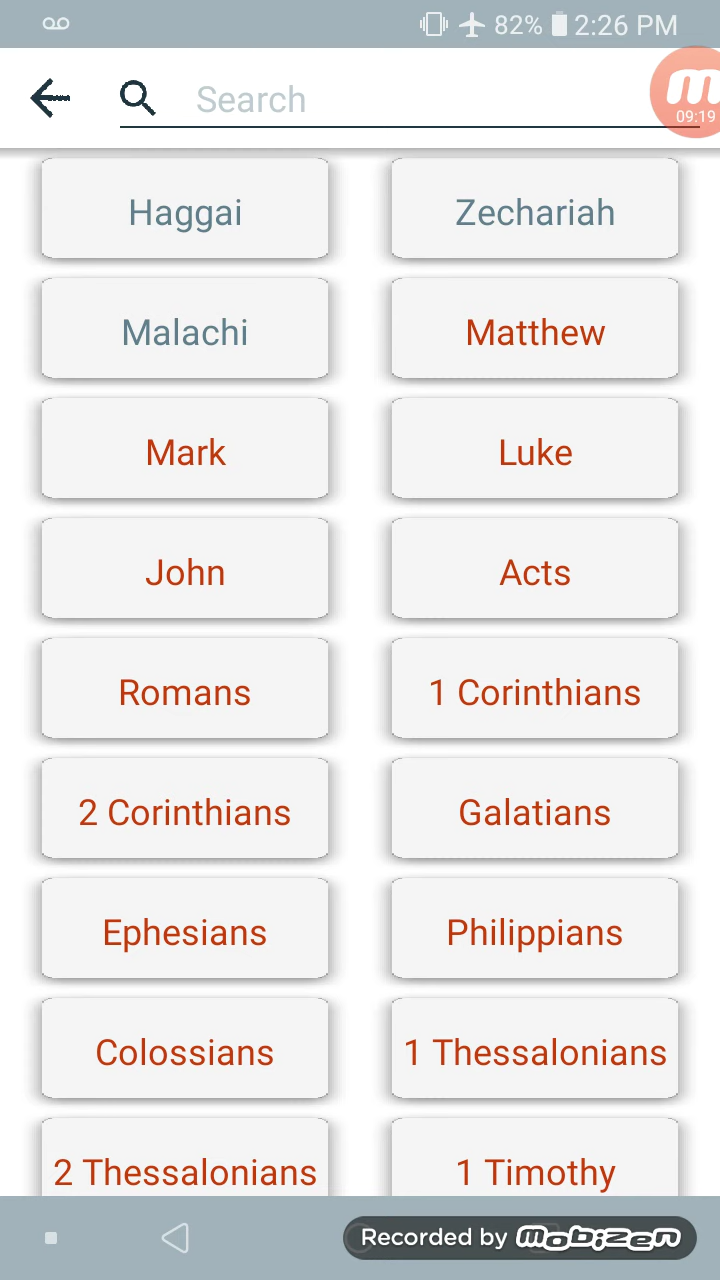 82% 2:26 PM
Search
09:19
Haggai Zechariah
Malachi Matthew
Mark Luke
John Acts
Romans 1 Corinthians
2 Corinthians Galatians
Ephesians Philippians
Colossians 1 Thessalonians
2 Thessalonians 1 Timothy
Recorded by mobizen